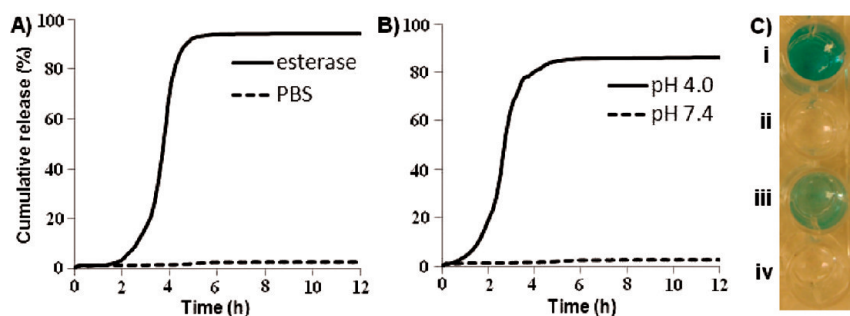 A)
Cumulative release (%)
100
80
60
40
20
0
0 2 4 6 8 10 12
Time (h)
esterase
PBS
B)
100
80
60
40
20
0
0 2 4 6 8 10 12
Time (h)
pH 4.0
pH 7.4
C)
i
ii
iii
iv